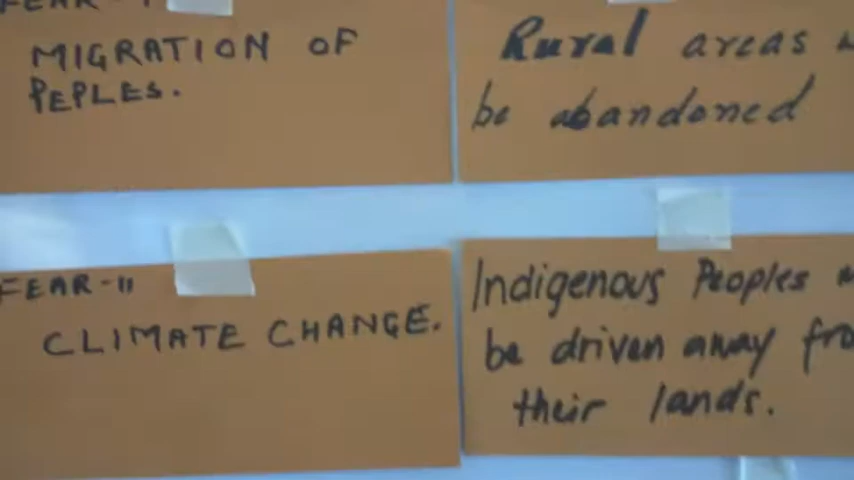 MIGRATION OF
PEPLES.
Rural areas
be abandoned
FEAR-11
CLIMATE CHANGE.
Indigenous Peoples
be driven away
their lands.